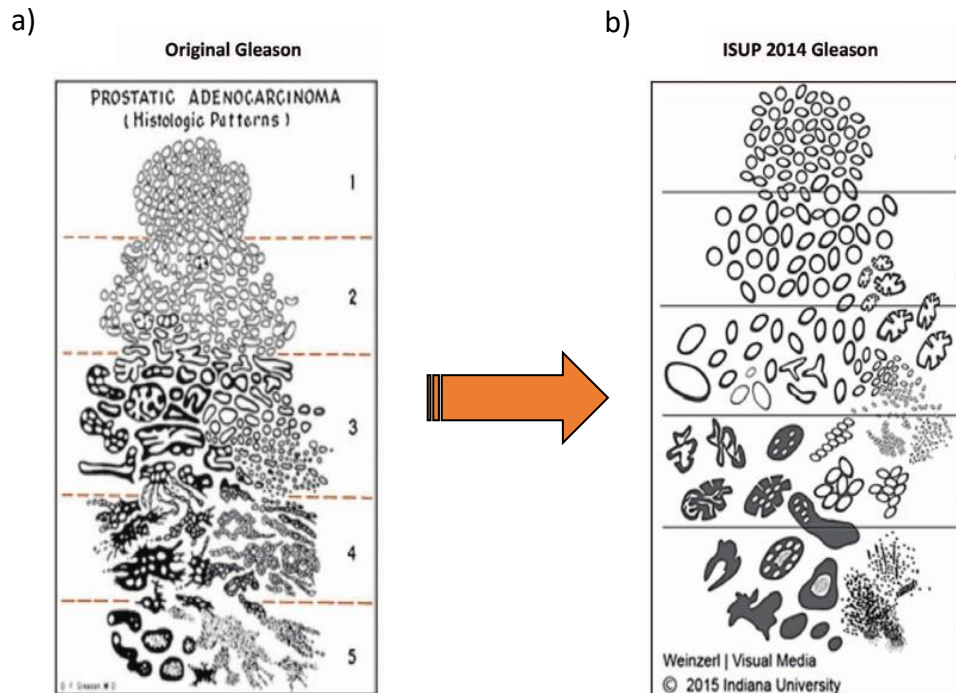 a)
Original Gleason
PROSTATIC ADENOCARCINOMA
(Histologic Patterns)
1
2
3
4
5
D F Gleason M D
b)
ISUP 2014 Gleason
Weinzerl | Visual Media
© 2015 Indiana University